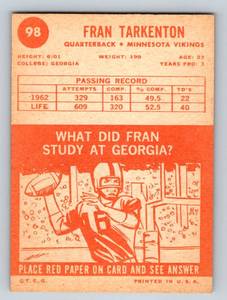 98
FRAN TARKENTON
QUARTERBACK • MINNESOTA VIKINGS
HEIGHT: 6:01 WEIGHT: 190 AGE: 23
COLLEGE: GEORGIA YEARS PRO: 2
PASSING RECORD
ATTEMPTS COMP. COMP. % TD'S
1962 329 163 49.5 22
LIFE 609 320 52.5 40
WHAT DID FRAN
STUDY AT GEORGIA?
PLACE RED PAPER ON CARD AND SEE ANSWER
© T. C. G. PRINTED IN U.S.A.